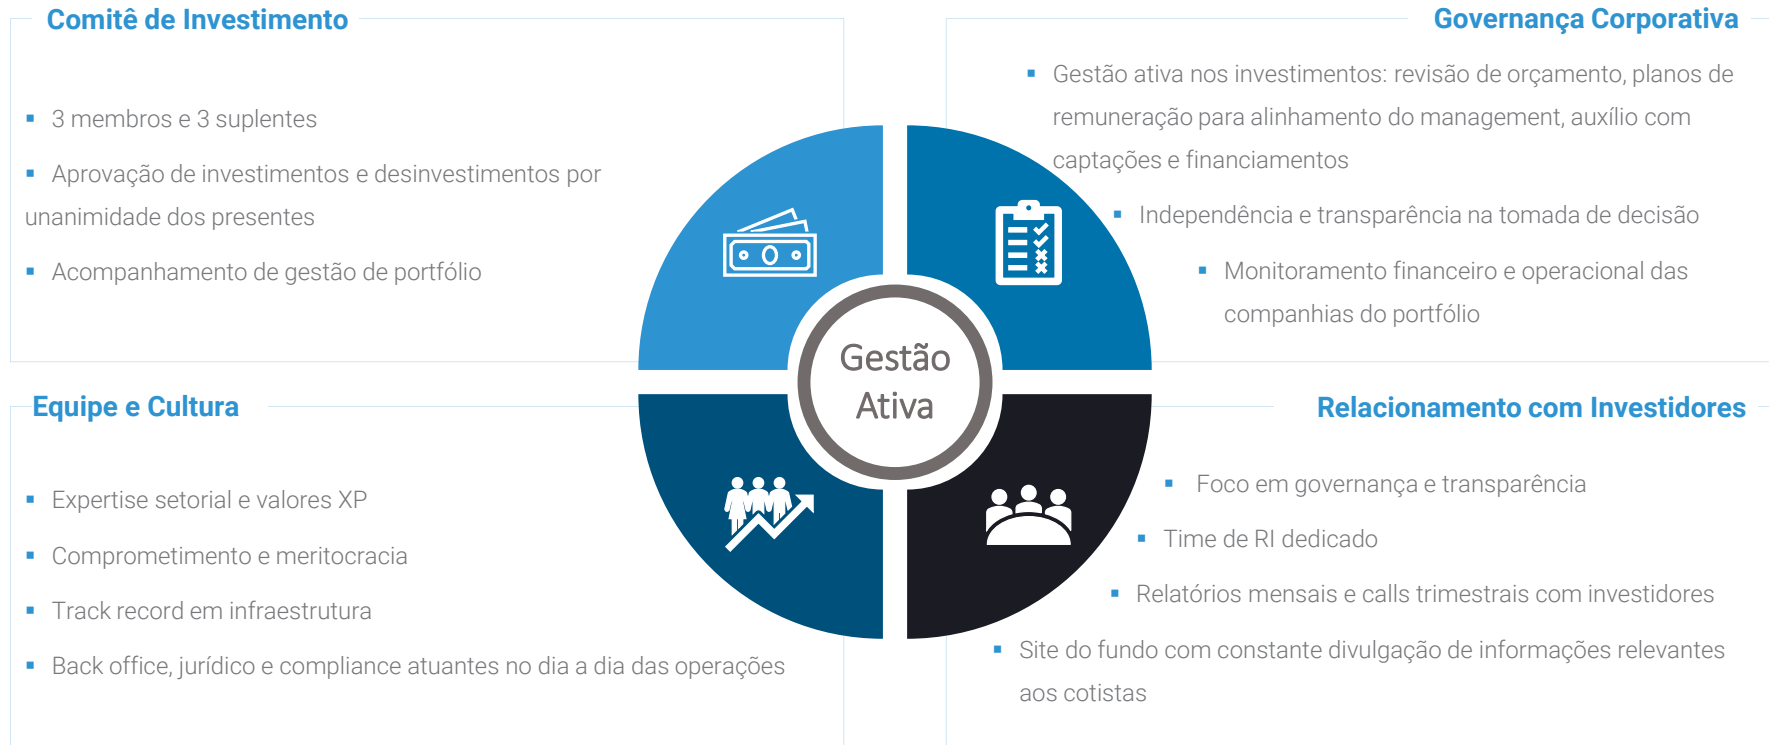 Comitê de Investimento
▪ 3 membros e 3 suplentes
▪ Aprovação de investimentos e desinvestimentos por
unanimidade dos presentes
▪ Acompanhamento de gestão de portfólio
Governança Corporativa
▪ Gestão ativa nos investimentos: revisão de orçamento, planos de
remuneração para alinhamento do management, auxílio com
captações e financiamentos
▪ Independência e transparência na tomada de decisão
▪ Monitoramento financeiro e operacional das
companhias do portfólio
Gestão
Ativa
Equipe e Cultura
▪ Expertise setorial e valores XP
▪ Comprometimento e meritocracia
▪ Track record em infraestrutura
▪ Back office, jurídico e compliance atuantes no dia a dia das operações
Relacionamento com Investidores
▪ Foco em governança e transparência
▪ Time de RI dedicado
▪ Relatórios mensais e calls trimestrais com investidores
▪ Site do fundo com constante divulgação de informações relevantes
aos cotistas